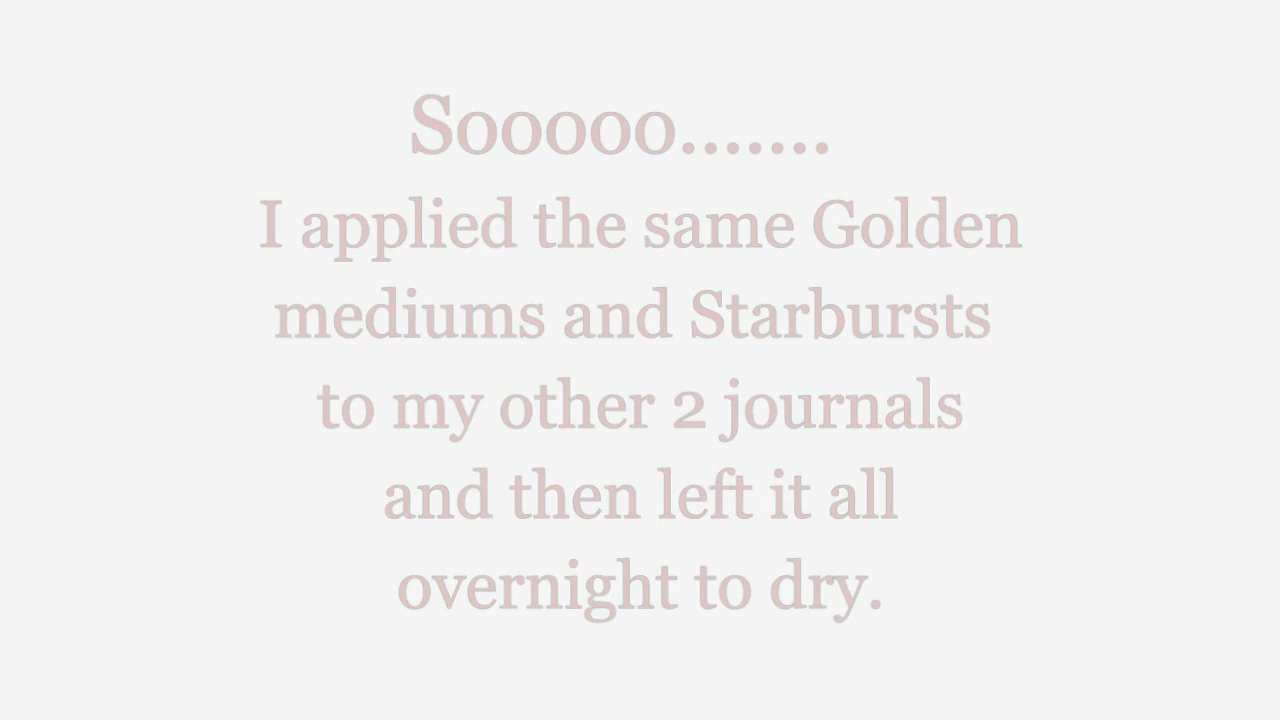 Sooooo.......
I applied the same Golden
mediums and Starbursts
to my other 2 journals
and then left it all
overnight to dry.